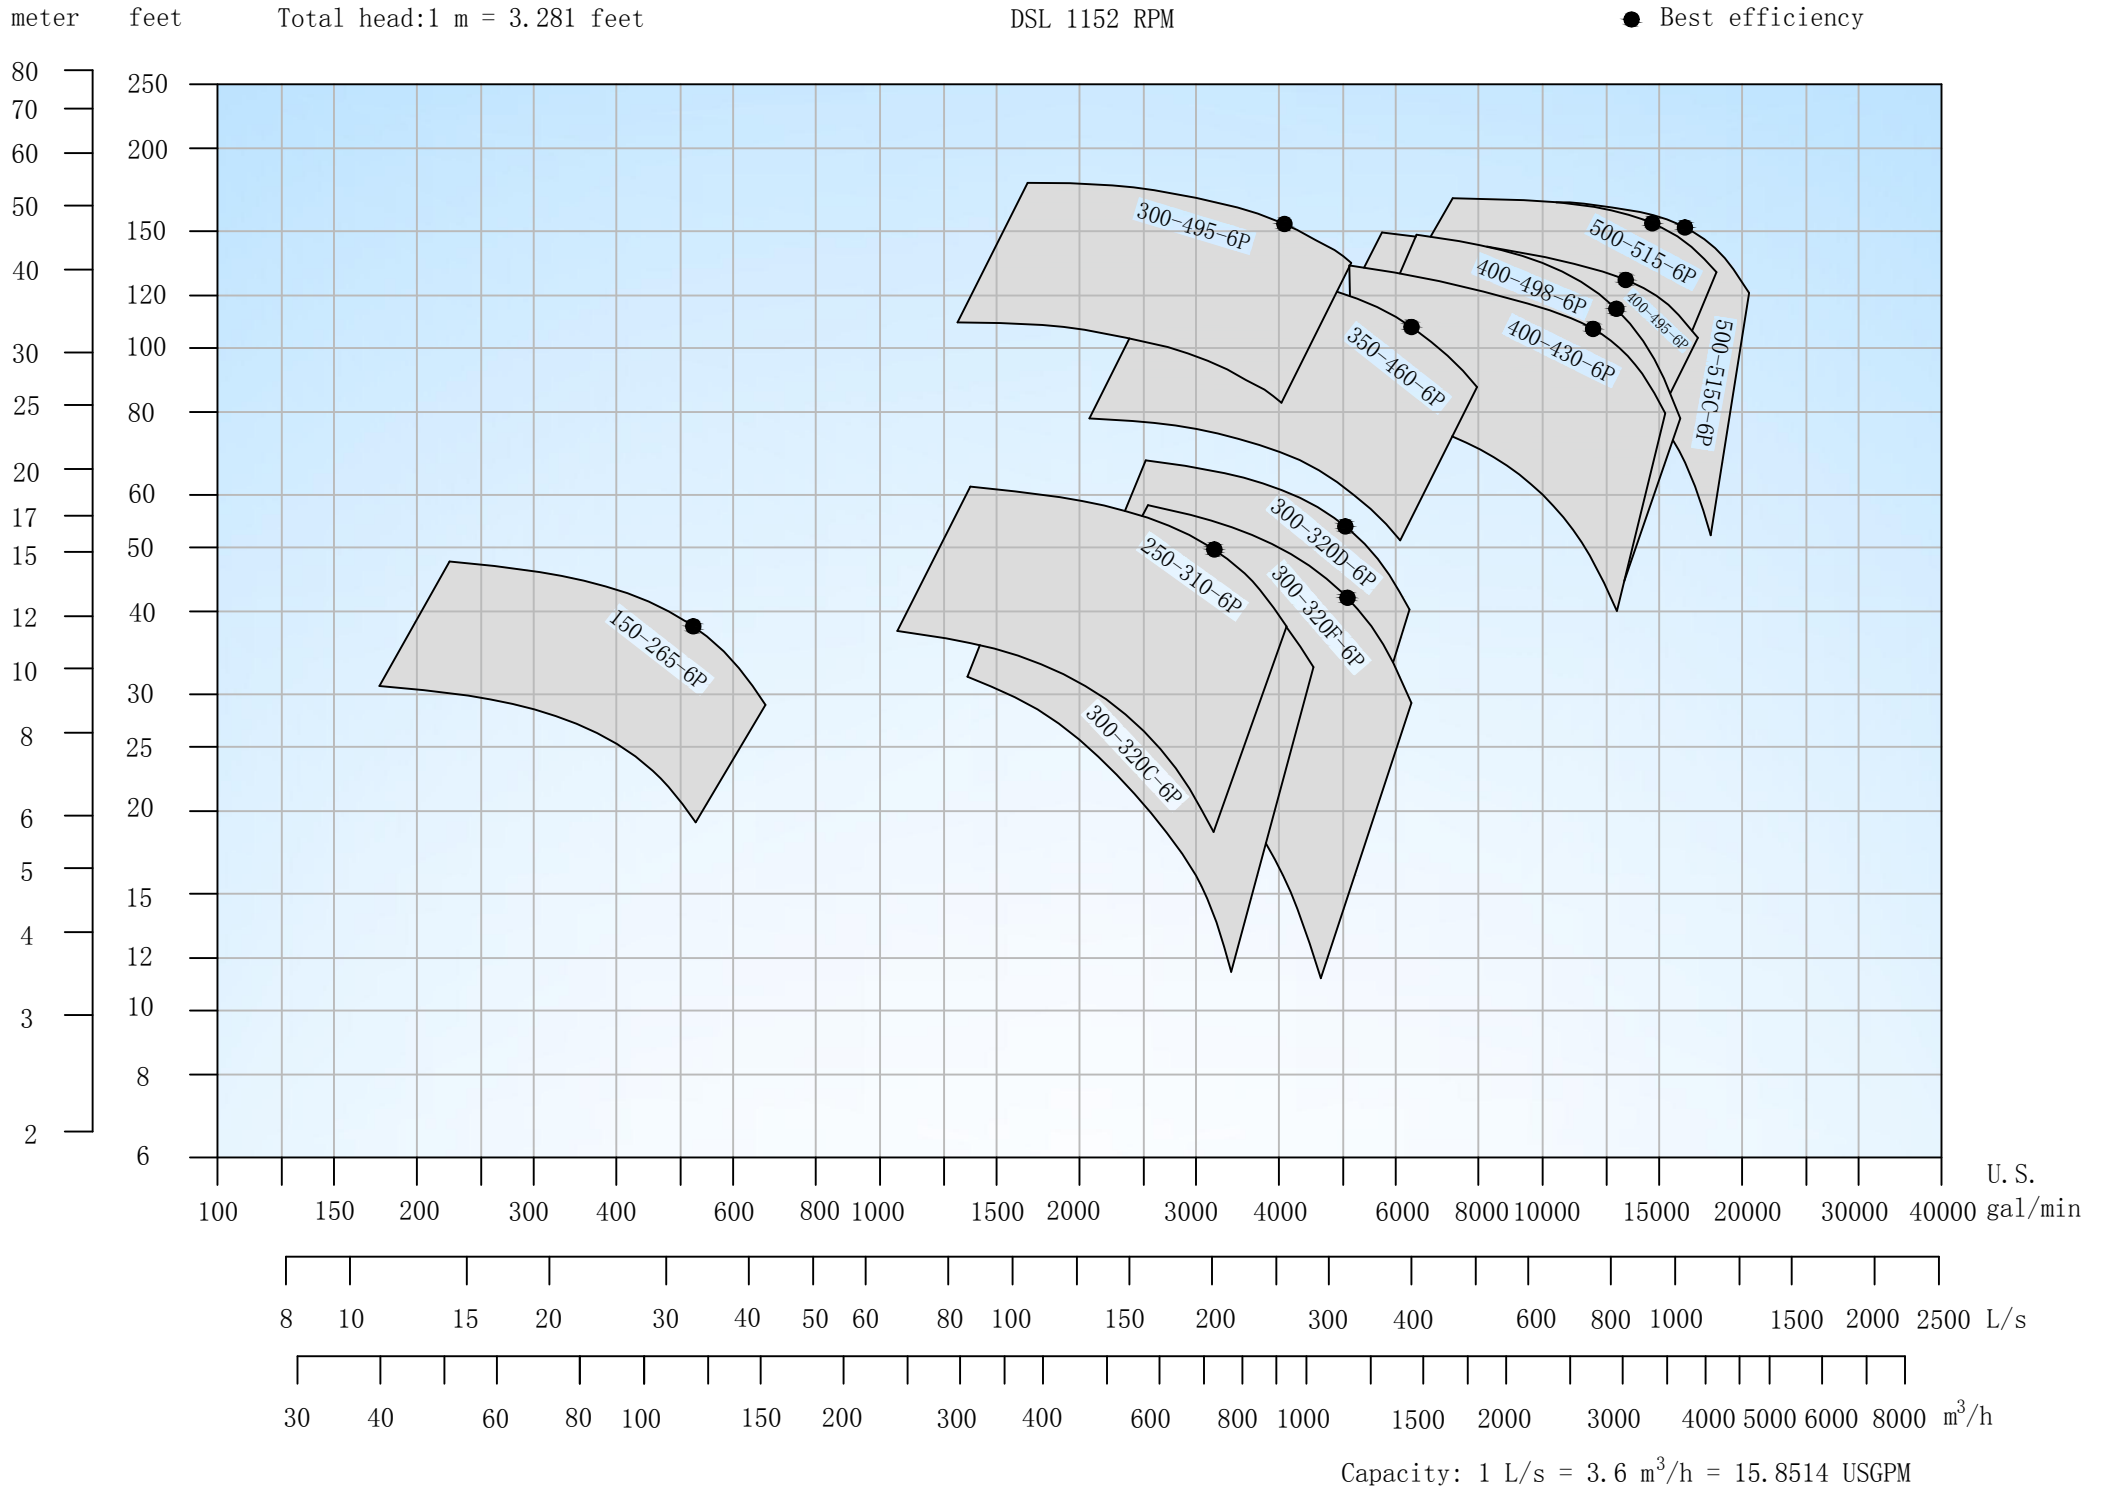 meter feet Total head:1 m = 3.281 feet DSL 1152 RPM Best efficiency
80
70
60
50
40
30
25
20
17
15
12
10
8
6
5
4
3
2
250
200
150
120
100
80
60
50
40
30
25
20
15
12
10
8
6
300-495-6P
500-515-6P
400-498-6P
400-495-6P
400-430-6P
500-515C-6P
350-460-6P
300-320D-6P
250-310-6P
300-320F-6P
150-265-6P
300-320C-6P
100 150 200 300 400 600 800 1000 1500 2000 3000 4000 6000 8000 10000 15000 20000 30000 40000
U.S.
gal/min
8 10 15 20 30 40 50 60 80 100 150 200 300 400 600 800 1000 1500 2000 2500 L/s
30 40 60 80 100 150 200 300 400 600 800 1000 1500 2000 3000 4000 5000 6000 8000 m³/h
Capacity: 1 L/s = 3.6 m³/h = 15.8514 USGPM